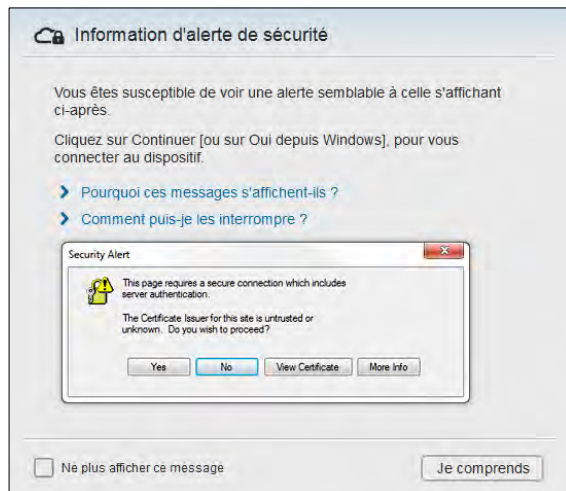 Information d'alerte de sécurité
Vous êtes susceptible de voir une alerte semblable à celle s'affichant
ci-après.
Cliquez sur Continuer [ou sur Oui depuis Windows], pour vous
connecter au dispositif.
Pourquoi ces messages s'affichent-ils ?
Comment puis-je les interrompre ?
Security Alert
This page requires a secure connection which includes
server authentication.
The Certificate Issuer for this site is untrusted or
unknown. Do you wish to proceed?
Yes No View Certificate More Info
Ne plus afficher ce message Je comprends